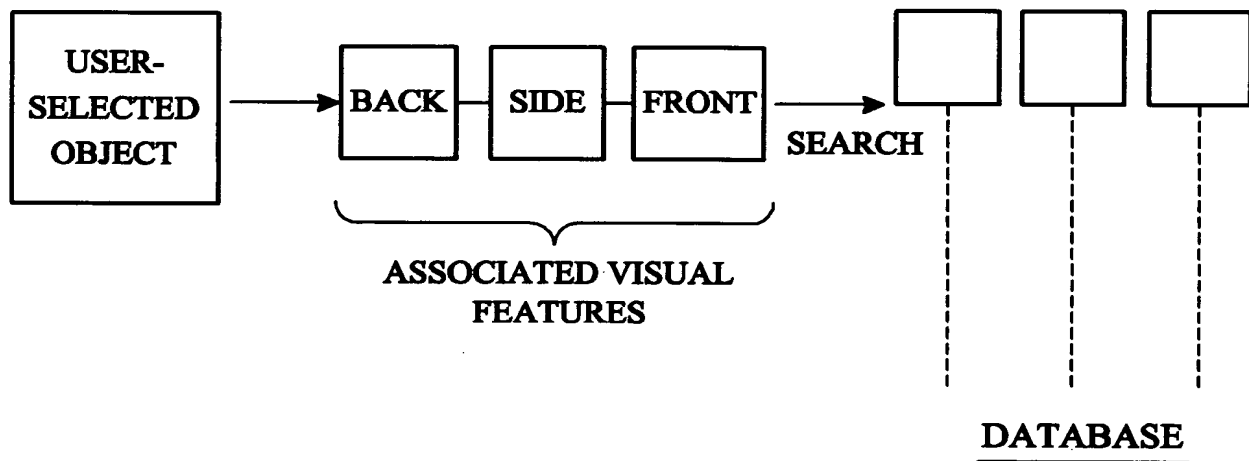 USER-
SELECTED
OBJECT
BACK
SIDE
FRONT
SEARCH
ASSOCIATED VISUAL
FEATURES
DATABASE